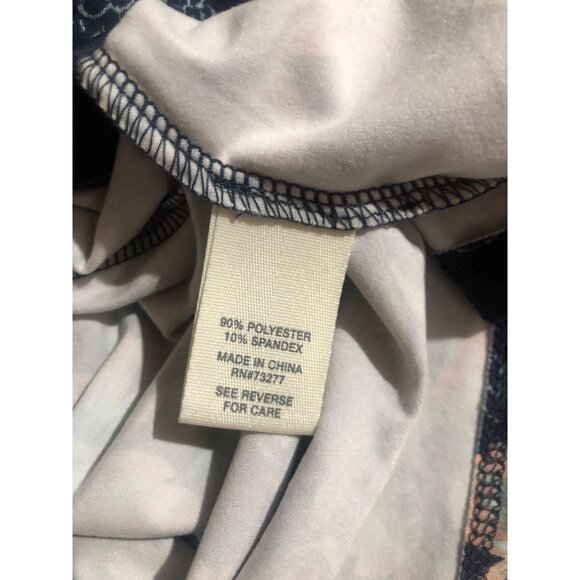 90% POLYESTER
10% SPANDEX
MADE IN CHINA
RN#73277
SEE REVERSE
FOR CARE